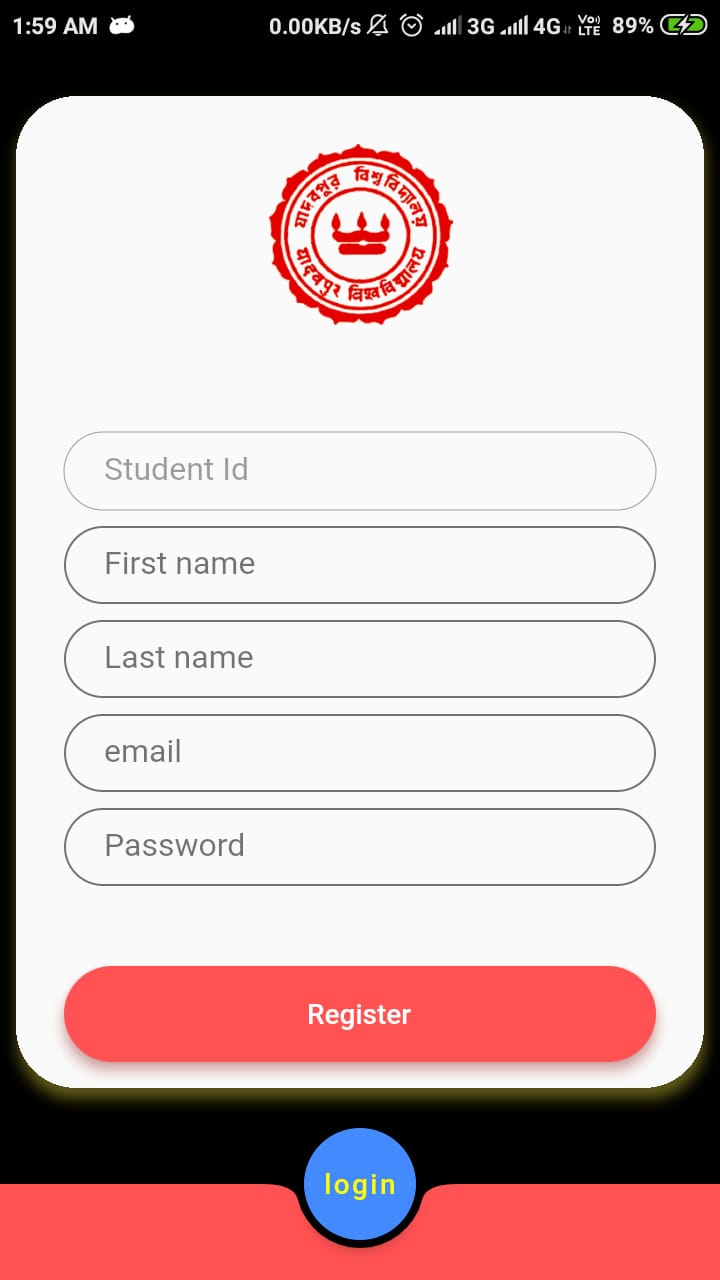 1:59 AM 0.00KB/s 3G 4G Vo) LTE 89%
যাদবপুর বিশ্ববিদ্যালয়
যাদবপুর বিশ্ববিদ্যালয়
Student Id
First name
Last name
email
Password
Register
login